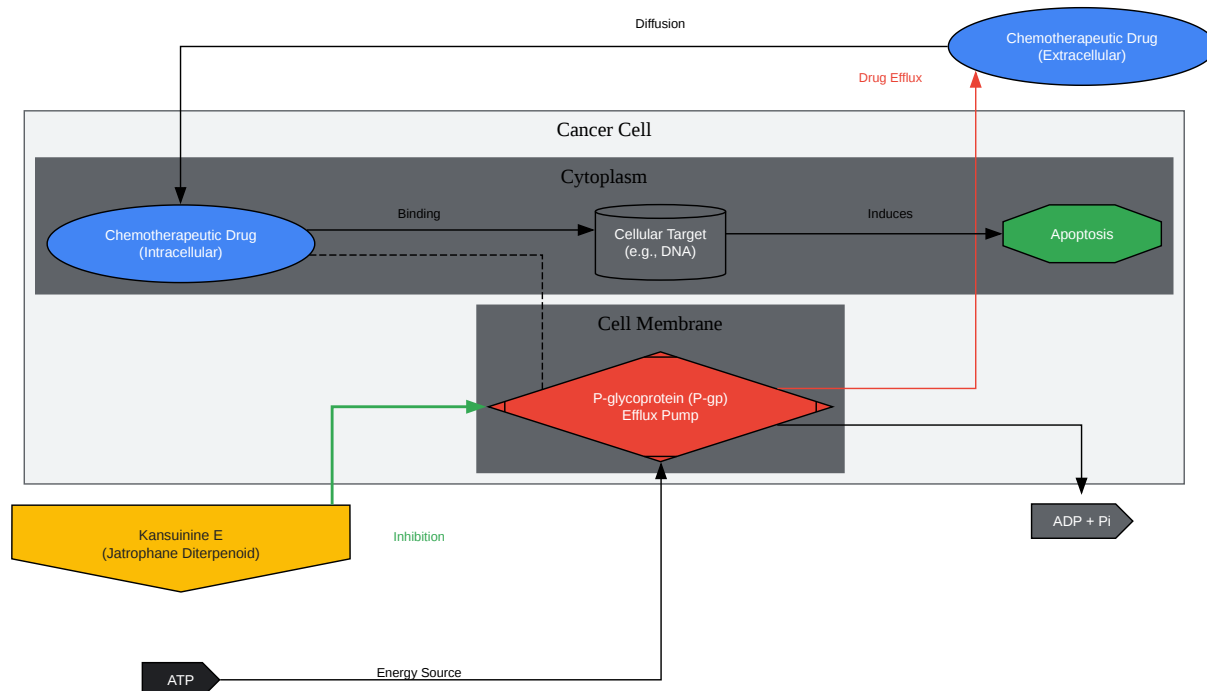 Diffusion
Chemotherapeutic Drug
(Extracellular)
Drug Efflux
Cancer Cell
Cytoplasm
Chemotherapeutic Drug
(Intracellular)
Binding
Cellular Target
(e.g., DNA)
Induces
Apoptosis
Cell Membrane
P-glycoprotein (P-gp)
Efflux Pump
Kansuinine E
(Jatrophane Diterpenoid)
Inhibition
ADP + Pi
ATP
Energy Source